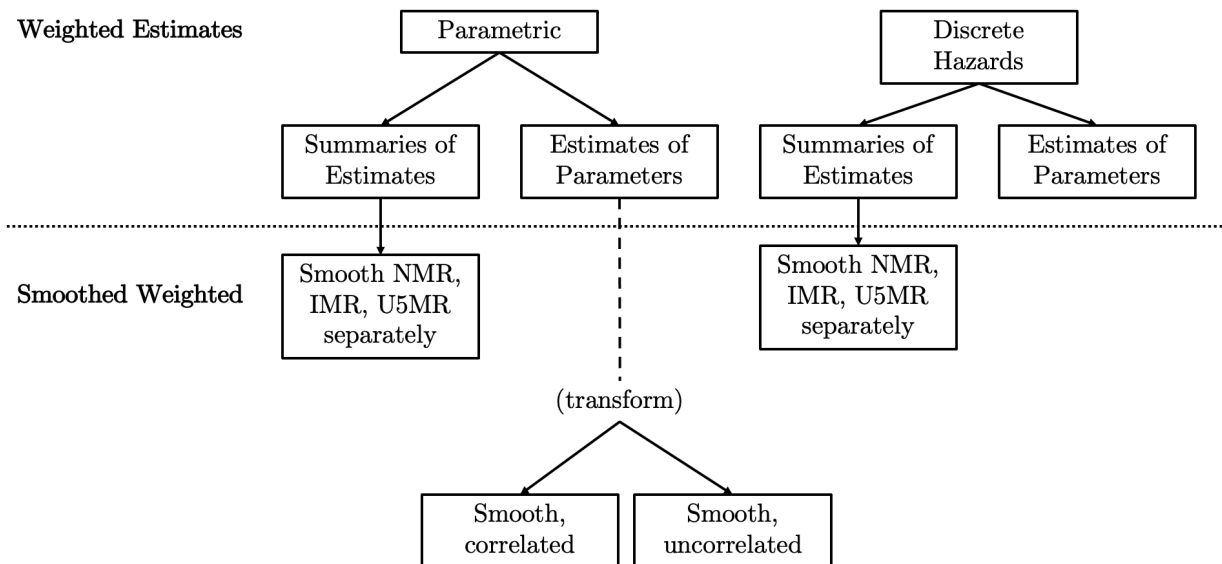 Weighted Estimates
Parametric
Discrete
Hazards
Summaries of
Estimates
Estimates of
Parameters
Summaries of
Estimates
Estimates of
Parameters
Smoothed Weighted
Smooth NMR,
IMR, U5MR
separately
Smooth NMR,
IMR, U5MR
separately
(transform)
Smooth,
correlated
Smooth,
uncorrelated